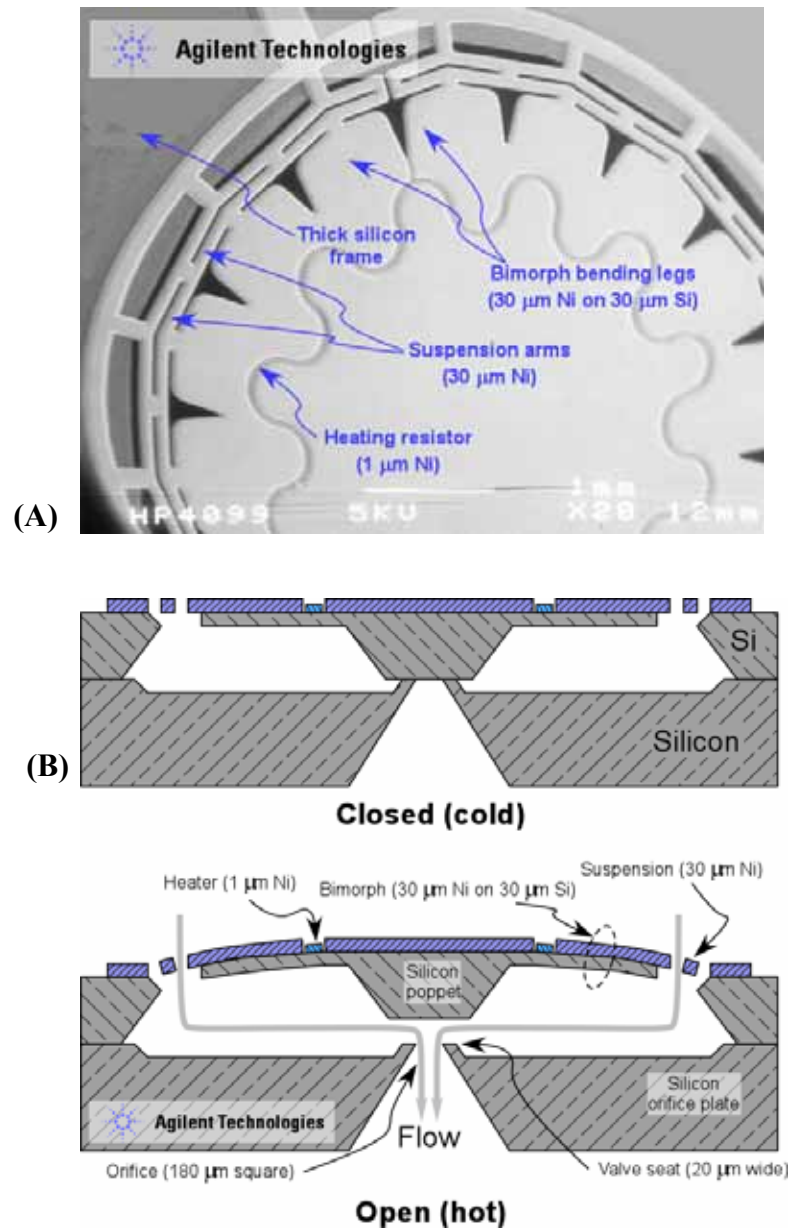 Agilent Technologies
Thick silicon
frame
Bimorph bending legs
(30 µm Ni on 30 µm Si)
Suspension arms
(30 µm Ni)
Heating resistor
(1 µm Ni)
1mm
HP4099 5KU X20 12mm
(A)
Si
Silicon
(B)
Closed (cold)
Heater (1 µm Ni)
Bimorph (30 µm Ni on 30 µm Si)
Suspension (30 µm Ni)
Silicon
poppet
Silicon
orifice plate
Agilent Technologies
Flow
Orifice (180 µm square)
Valve seat (20 µm wide)
Open (hot)